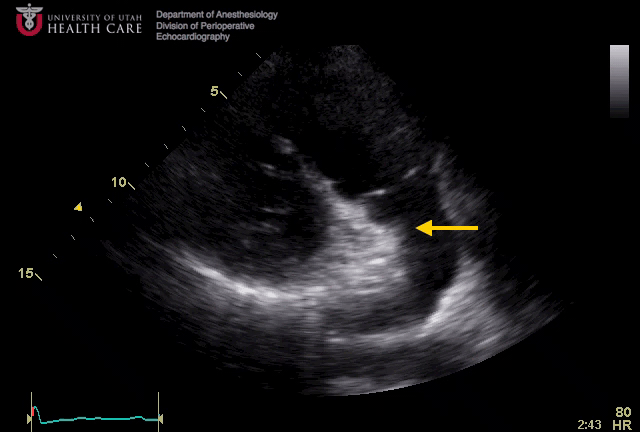 UNIVERSITY OF UTAH
HEALTH CARE
Department of Anesthesiology
Division of Perioperative
Echocardiography
5
10
15
80
2:43 HR